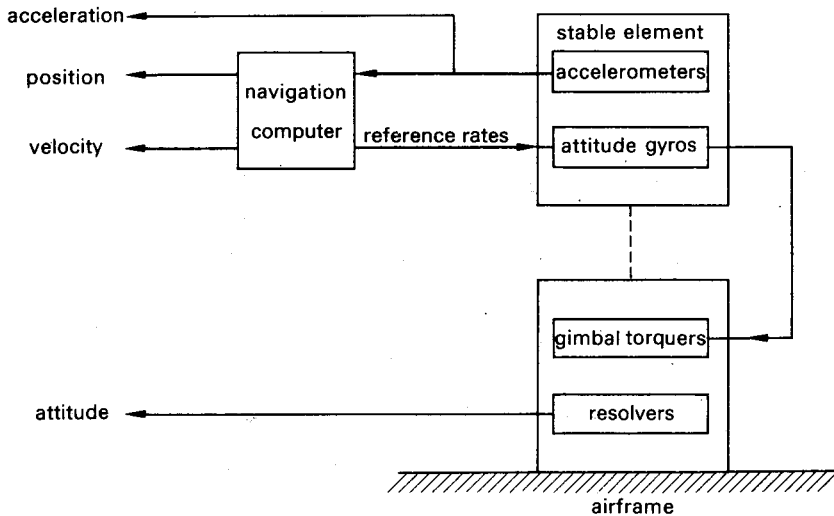 acceleration
stable element
accelerometers
position
navigation
computer
velocity
reference rates
attitude gyros
gimbal torquers
attitude
resolvers
airframe